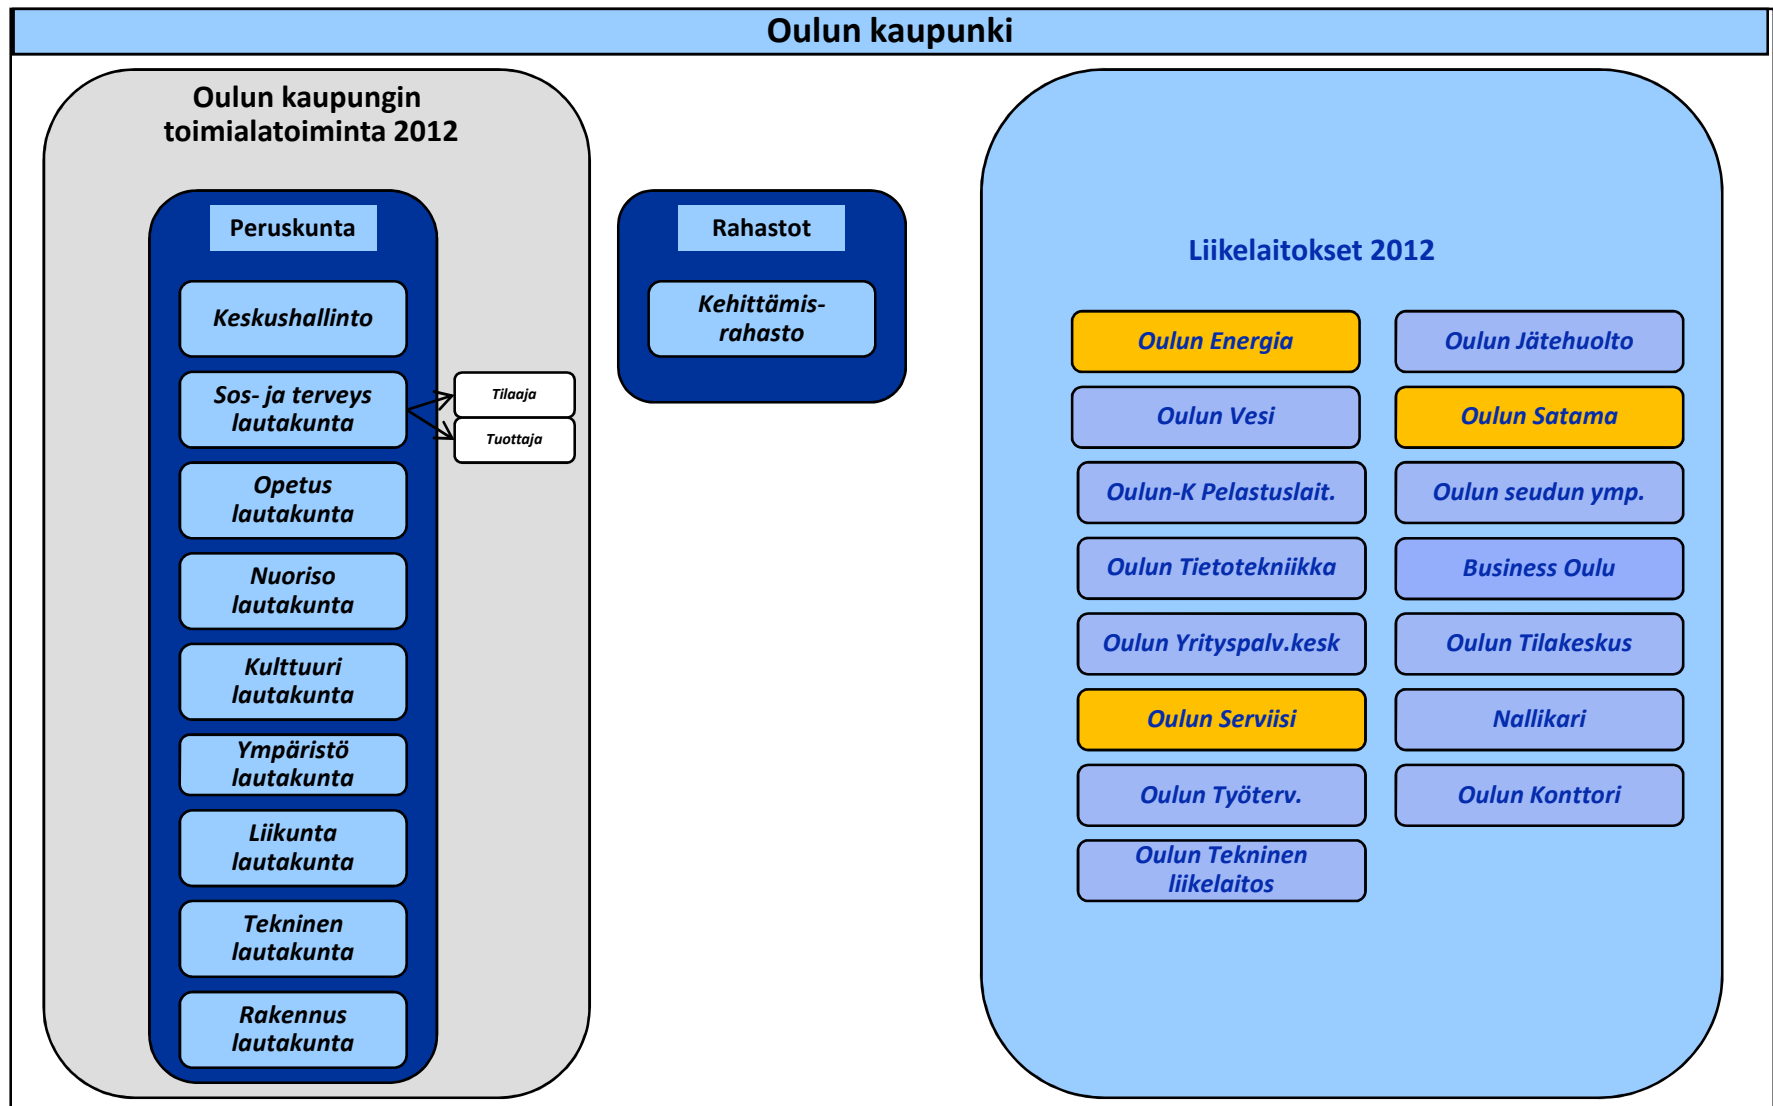 Oulun kaupunki
Oulun kaupungin
toimialatoiminta 2012
Peruskunta
Keskushallinto
Sos- ja terveys
lautakunta
Tilaaja
Tuottaja
Opetus
lautakunta
Nuoriso
lautakunta
Kulttuuri
lautakunta
Ympäristö
lautakunta
Liikunta
lautakunta
Tekninen
lautakunta
Rakennus
lautakunta
Rahastot
Kehittämis-
rahasto
Liikelaitokset 2012
Oulun Energia
Oulun Jätehuolto
Oulun Vesi
Oulun Satama
Oulun-K Pelastuslait.
Oulun seudun ymp.
Oulun Tietotekniikka
Business Oulu
Oulun Yrityspalv.kesk
Oulun Tilakeskus
Oulun Serviisi
Nallikari
Oulun Työterv.
Oulun Konttori
Oulun Tekninen
liikelaitos